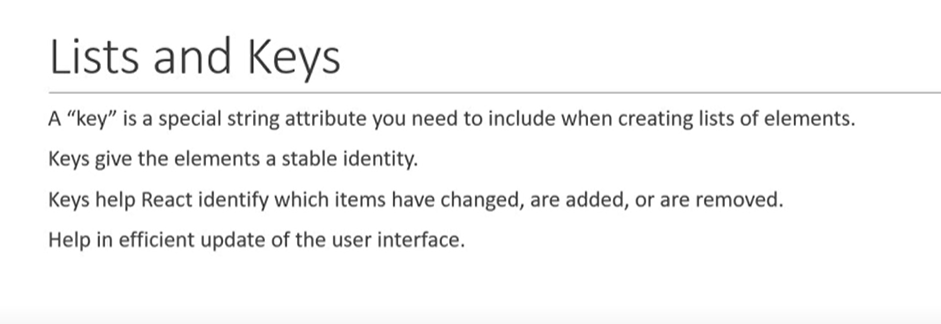 Lists and Keys
A “key” is a special string attribute you need to include when creating lists of elements.
Keys give the elements a stable identity.
Keys help React identify which items have changed, are added, or are removed.
Help in efficient update of the user interface.